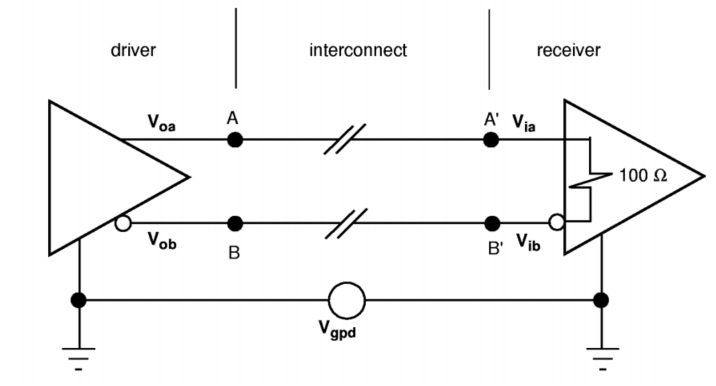 driver interconnect receiver
Voa A A' Via
100 Ω
Vob B B' Vib
Vgpd